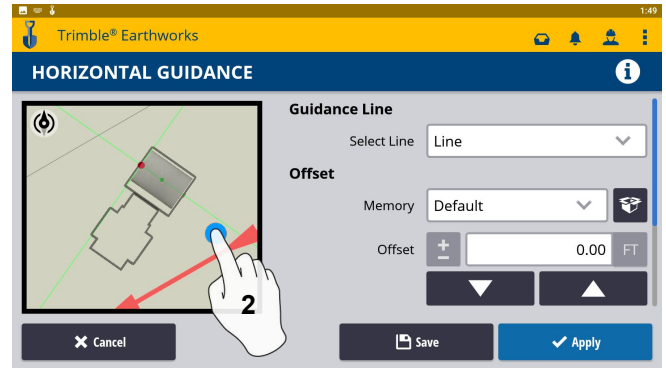 1:49
Trimble® Earthworks
HORIZONTAL GUIDANCE
Guidance Line
Select Line Line
Offset
Memory Default
Offset ± 0.00 FT
2
Cancel Save Apply